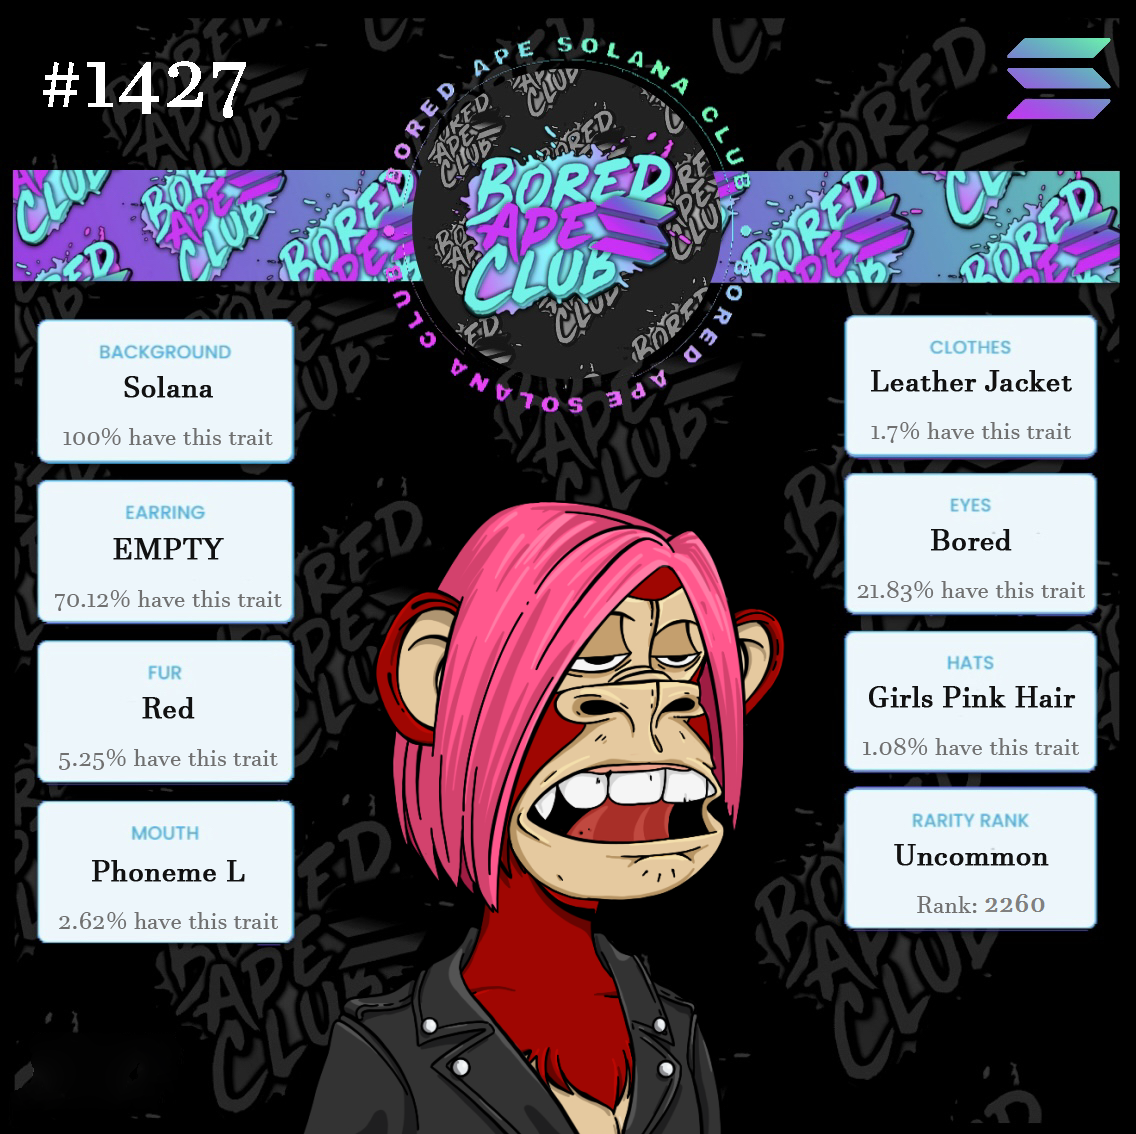 #1427
BORED APE SOLANA CLUB
BORED APE SOLANA CLUB
BORED
APE
CLUB
BACKGROUND
Solana
100% have this trait
EARRING
EMPTY
70.12% have this trait
FUR
Red
5.25% have this trait
MOUTH
Phoneme L
2.62% have this trait
CLOTHES
Leather Jacket
1.7% have this trait
EYES
Bored
21.83% have this trait
HATS
Girls Pink Hair
1.08% have this trait
RARITY RANK
Uncommon
Rank: 2260